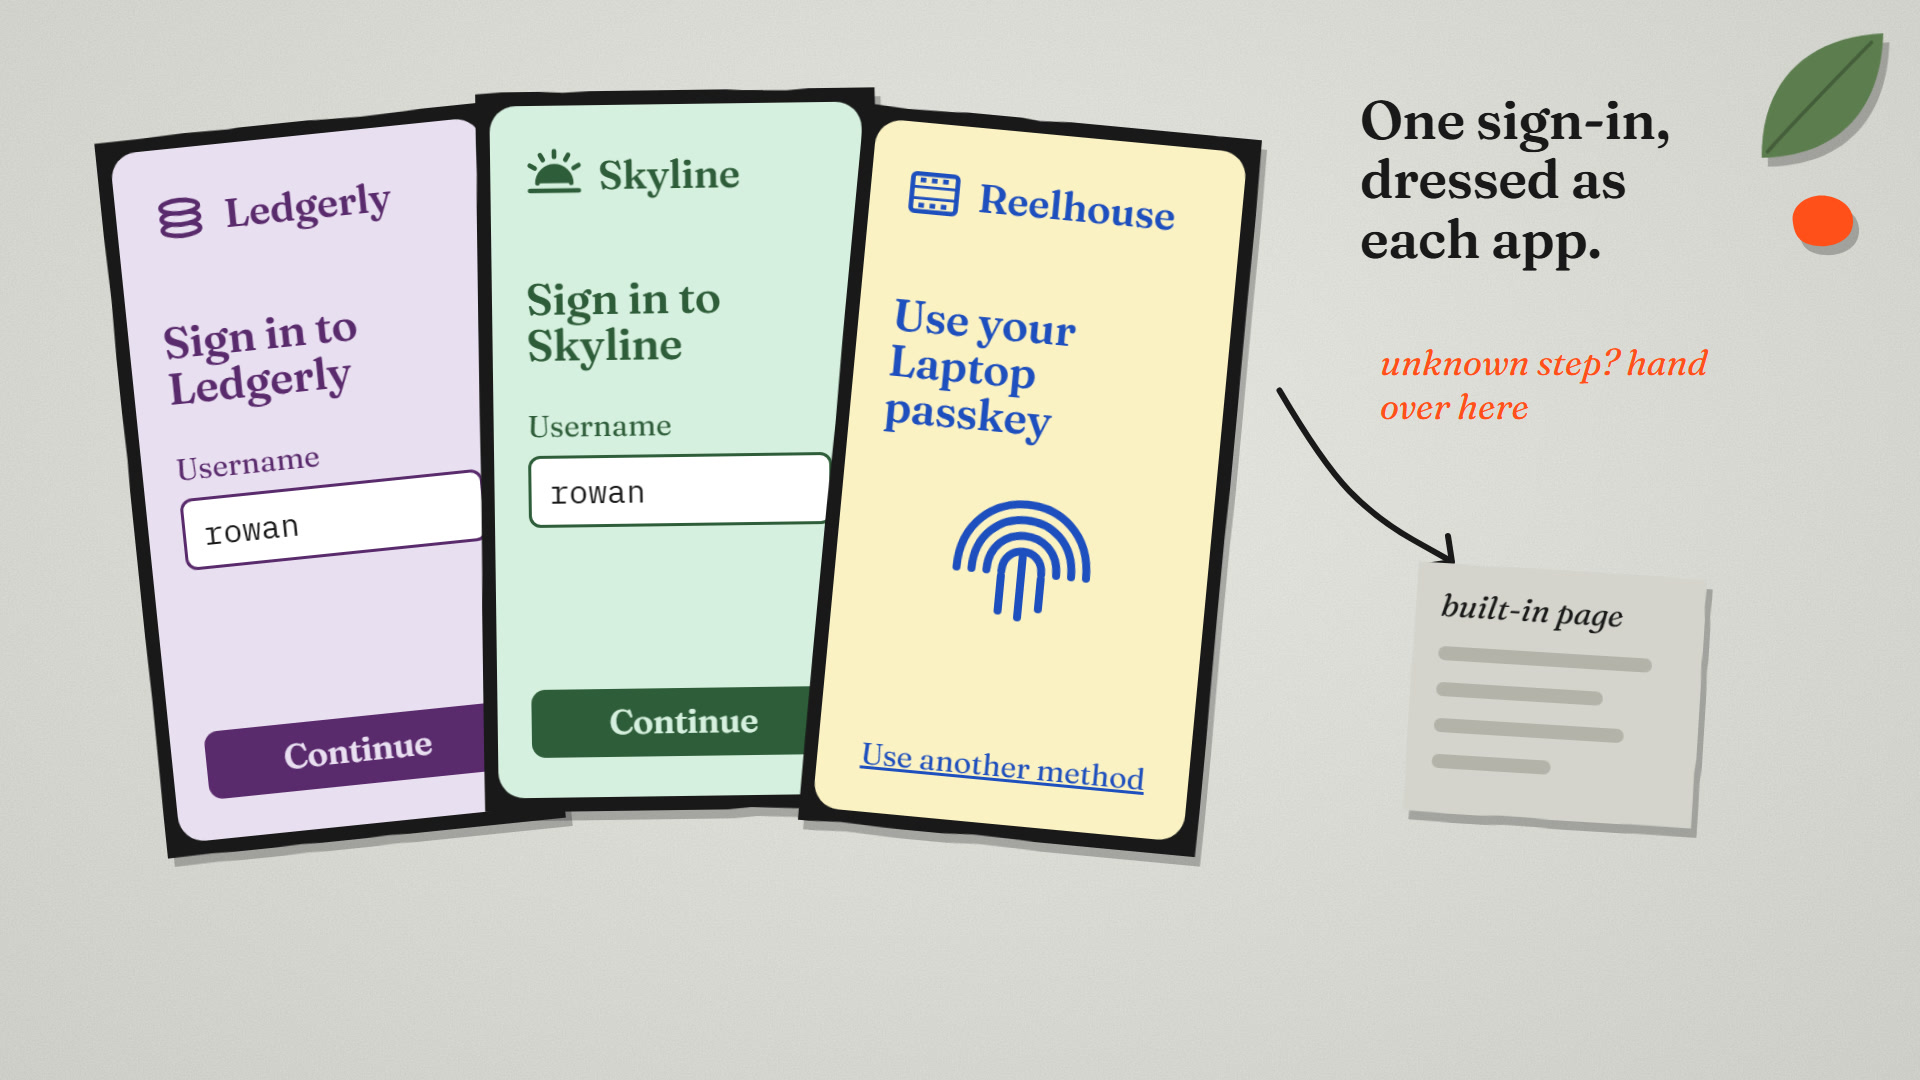 Ledgerly
Sign in to
Ledgerly
Username
rowan
Continue
Skyline
Sign in to
Skyline
Username
rowan
Continue
Reelhouse
Use your
Laptop
passkey
Use another method
One sign-in,
dressed as
each app.
unknown step? hand
over here
built-in page